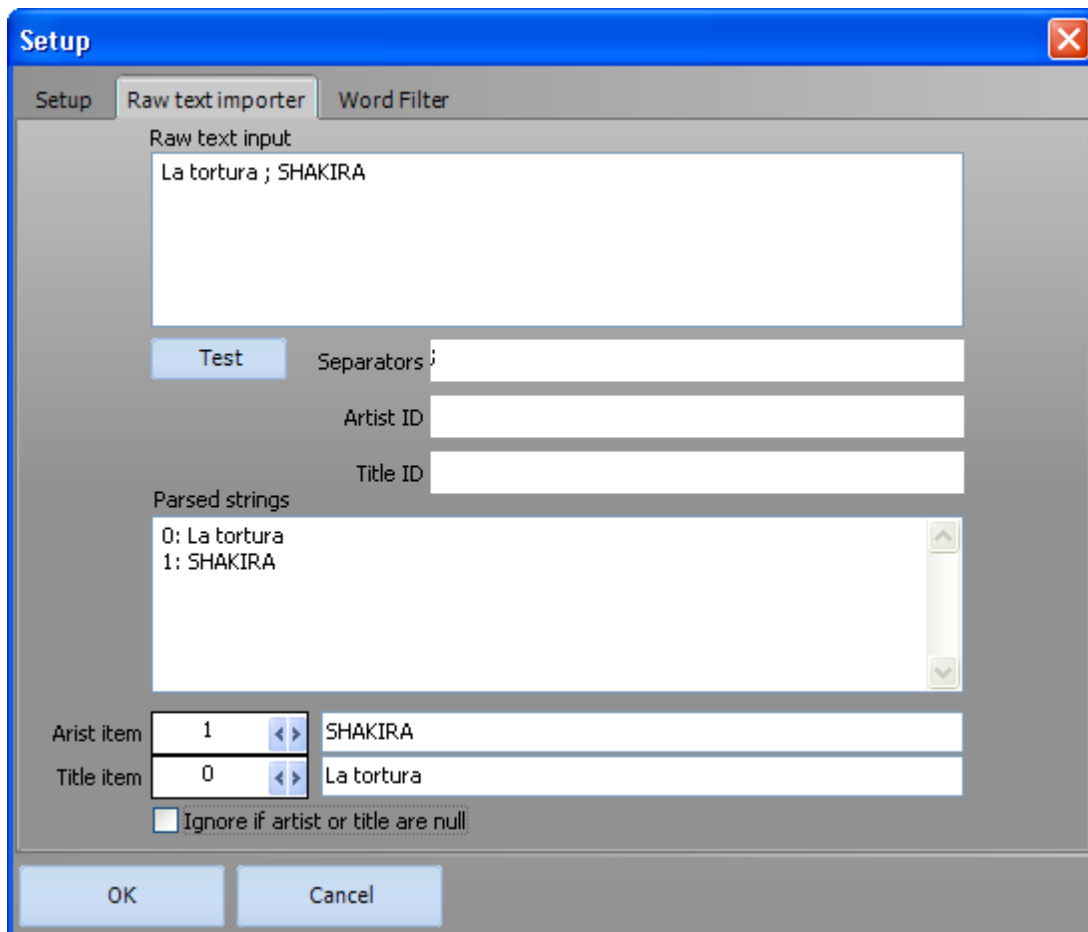 Setup
Setup Raw text importer Word Filter
Raw text input
La tortura ; SHAKIRA
Test Separators ;
Artist ID
Title ID
Parsed strings
0: La tortura
1: SHAKIRA
Arist item 1 SHAKIRA
Title item 0 La tortura
Ignore if artist or title are null
OK Cancel